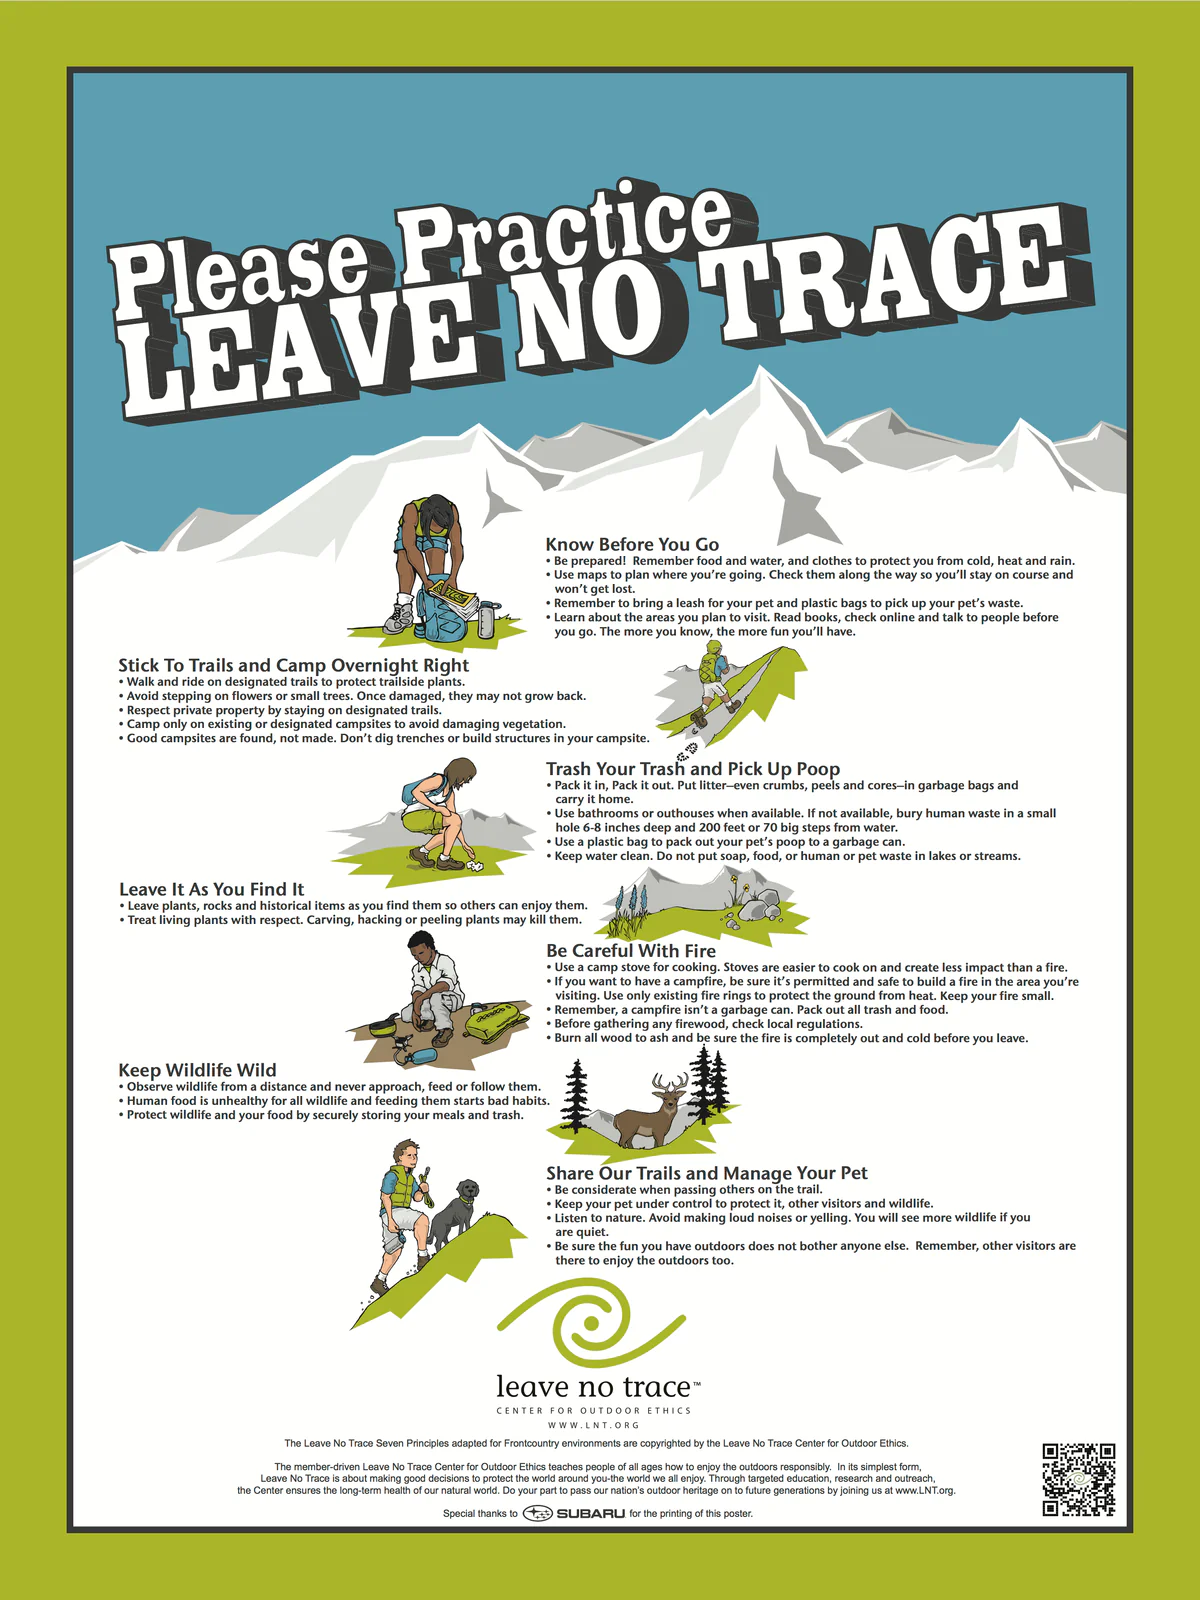 Please Practice
LEAVE NO TRACE
Know Before You Go
• Be prepared!  Remember food and water, and clothes to protect you from cold, heat and rain.
• Use maps to plan where you're going. Check them along the way so you'll stay on course and
won't get lost.
• Remember to bring a leash for your pet and plastic bags to pick up your pet's waste.
• Learn about the areas you plan to visit. Read books, check online and talk to people before
you go. The more you know, the more fun you'll have.
Stick To Trails and Camp Overnight Right
• Walk and ride on designated trails to protect trailside plants.
• Avoid stepping on flowers or small trees. Once damaged, they may not grow back.
• Respect private property by staying on designated trails.
• Camp only on existing or designated campsites to avoid damaging vegetation.
• Good campsites are found, not made. Don't dig trenches or build structures in your campsite.
Trash Your Trash and Pick Up Poop
• Pack it in, Pack it out. Put litter–even crumbs, peels and cores–in garbage bags and
carry it home.
• Use bathrooms or outhouses when available. If not available, bury human waste in a small
hole 6-8 inches deep and 200 feet or 70 big steps from water.
• Use a plastic bag to pack out your pet's poop to a garbage can.
• Keep water clean. Do not put soap, food, or human or pet waste in lakes or streams.
Leave It As You Find It
• Leave plants, rocks and historical items as you find them so others can enjoy them.
• Treat living plants with respect. Carving, hacking or peeling plants may kill them.
Be Careful With Fire
• Use a camp stove for cooking. Stoves are easier to cook on and create less impact than a fire.
• If you want to have a campfire, be sure it's permitted and safe to build a fire in the area you're
visiting. Use only existing fire rings to protect the ground from heat. Keep your fire small.
• Remember, a campfire isn't a garbage can. Pack out all trash and food.
• Before gathering any firewood, check local regulations.
• Burn all wood to ash and be sure the fire is completely out and cold before you leave.
Keep Wildlife Wild
• Observe wildlife from a distance and never approach, feed or follow them.
• Human food is unhealthy for all wildlife and feeding them starts bad habits.
• Protect wildlife and your food by securely storing your meals and trash.
Share Our Trails and Manage Your Pet
• Be considerate when passing others on the trail.
• Keep your pet under control to protect it, other visitors and wildlife.
• Listen to nature. Avoid making loud noises or yelling. You will see more wildlife if you
are quiet.
• Be sure the fun you have outdoors does not bother anyone else.  Remember, other visitors are
there to enjoy the outdoors too.
leave no trace™
CENTER FOR OUTDOOR ETHICS
WWW.LNT.ORG
The Leave No Trace Seven Principles adapted for Frontcountry environments are copyrighted by the Leave No Trace Center for Outdoor Ethics.
The member-driven Leave No Trace Center for Outdoor Ethics teaches people of all ages how to enjoy the outdoors responsibly.  In its simplest form,
Leave No Trace is about making good decisions to protect the world around you-the world we all enjoy. Through targeted education, research and outreach,
the Center ensures the long-term health of our natural world. Do your part to pass our nation's outdoor heritage on to future generations by joining us at www.LNT.org.
Special thanks to SUBARU. for the printing of this poster.